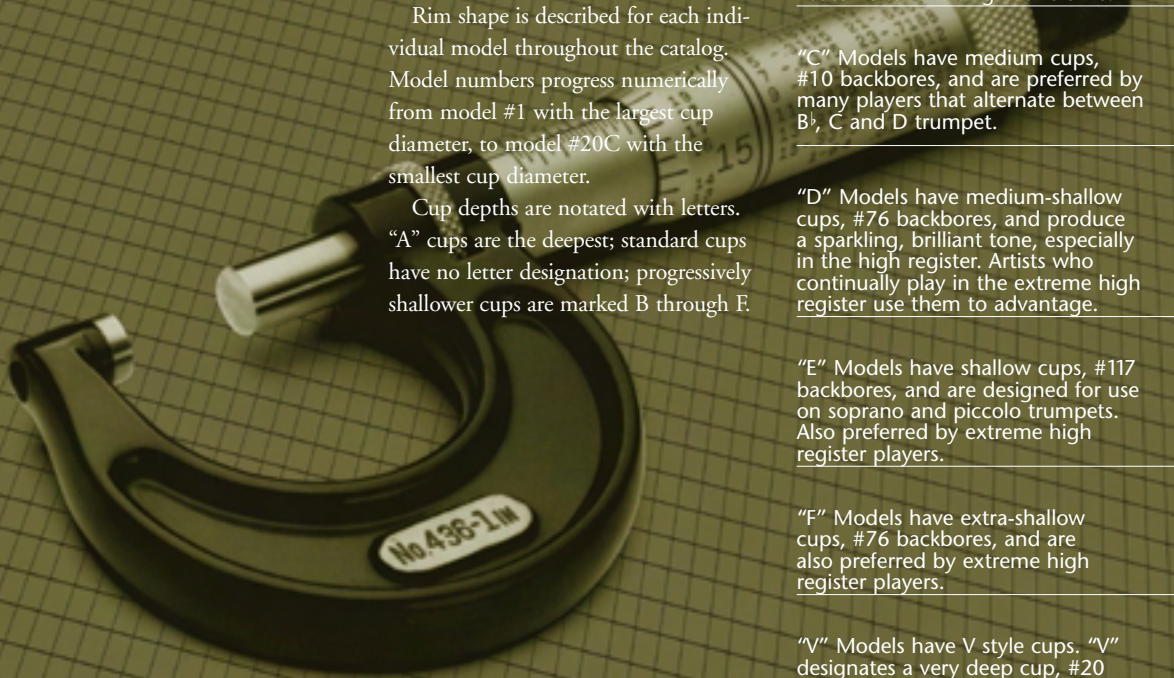 Rim shape is described for each indi-
vidual model throughout the catalog.
Model numbers progress numerically
from model #1 with the largest cup
diameter, to model #20C with the
smallest cup diameter.
Cup depths are notated with letters.
“A” cups are the deepest; standard cups
have no letter designation; progressively
shallower cups are marked B through F.
“C” Models have medium cups,
#10 backbores, and are preferred by
many players that alternate between
B♭, C and D trumpet.
“D” Models have medium-shallow
cups, #76 backbores, and produce
a sparkling, brilliant tone, especially
in the high register. Artists who
continually play in the extreme high
register use them to advantage.
“E” Models have shallow cups, #117
backbores, and are designed for use
on soprano and piccolo trumpets.
Also preferred by extreme high
register players.
“F” Models have extra-shallow
cups, #76 backbores, and are
also preferred by extreme high
register players.
“V” Models have V style cups. “V”
designates a very deep cup, #20
15
No.436-1IN